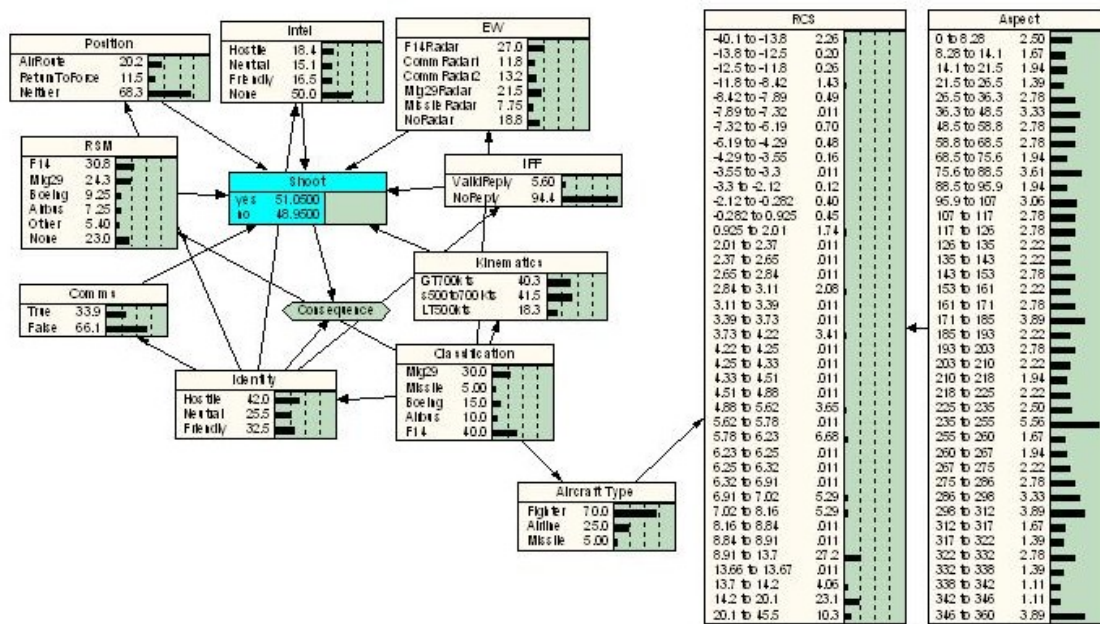 Position
AirRoute 20.2
ReturnToForce 11.5
Neither 68.3
Intel
Hostile 18.4
Neutral 15.1
Friendly 16.5
None 50.0
EW
F14Radar 27.0
CommRadar1 11.8
CommRadar2 13.2
Mig29Radar 21.5
MissileRadar 7.75
NoRadar 18.8
RSM
F14 30.8
Mig29 24.3
Boeing 9.25
Airbus 7.25
Other 5.40
None 23.0
Shoot
yes 51.0500
no 48.9500
IFF
ValidReply 5.60
NoReply 94.4
Kinematics
GT700kts 40.3
s500to700Kts 41.5
LT500kts 18.3
Comms
True 33.9
False 66.1
Consequence
Identity
Hostile 42.0
Neutral 25.5
Friendly 32.5
Classification
Mig29 30.0
Missile 5.00
Boeing 15.0
Airbus 10.0
F14 40.0
Aircraft Type
Fighter 70.0
Airline 25.0
Missile 5.00
RCS
-40.1 to -13.8 2.26
-13.8 to -12.5 0.20
-12.5 to -11.8 0.26
-11.8 to -8.42 1.43
-8.42 to -7.89 0.49
-7.89 to -7.32 .011
-7.32 to -6.19 0.70
-6.19 to -4.29 0.48
-4.29 to -3.55 0.16
-3.55 to -3.3 .011
-3.3 to -2.12 0.12
-2.12 to -0.282 0.40
-0.282 to 0.925 0.45
0.925 to 2.01 1.74
2.01 to 2.37 .011
2.37 to 2.65 .011
2.65 to 2.84 .011
2.84 to 3.11 2.08
3.11 to 3.39 .011
3.39 to 3.73 .011
3.73 to 4.22 3.41
4.22 to 4.25 .011
4.25 to 4.33 .011
4.33 to 4.51 .011
4.51 to 4.88 .011
4.88 to 5.62 3.65
5.62 to 5.78 .011
5.78 to 6.23 6.68
6.23 to 6.25 .011
6.25 to 6.32 .011
6.32 to 6.91 .011
6.91 to 7.02 5.29
7.02 to 8.16 5.29
8.16 to 8.84 .011
8.84 to 8.91 .011
8.91 to 13.7 27.2
13.66 to 13.67 .011
13.7 to 14.2 4.06
14.2 to 20.1 23.1
20.1 to 45.5 10.3
Aspect
0 to 8.28 2.50
8.28 to 14.1 1.67
14.1 to 21.5 1.94
21.5 to 26.5 1.39
26.5 to 36.3 2.78
36.3 to 48.5 3.33
48.5 to 58.8 2.78
58.8 to 68.5 2.78
68.5 to 75.6 1.94
75.6 to 88.5 3.61
88.5 to 95.9 1.94
95.9 to 107 3.06
107 to 117 2.78
117 to 126 2.78
126 to 135 2.22
135 to 143 2.22
143 to 153 2.78
153 to 161 2.22
161 to 171 2.78
171 to 185 3.89
185 to 193 2.22
193 to 203 2.78
203 to 210 2.22
210 to 218 1.94
218 to 225 2.22
225 to 235 2.50
235 to 255 5.56
255 to 260 1.67
260 to 267 1.94
267 to 275 2.22
275 to 286 2.78
286 to 298 3.33
298 to 312 3.89
312 to 317 1.67
317 to 322 1.39
322 to 332 2.78
332 to 338 1.39
338 to 342 1.11
342 to 346 1.11
346 to 360 3.89